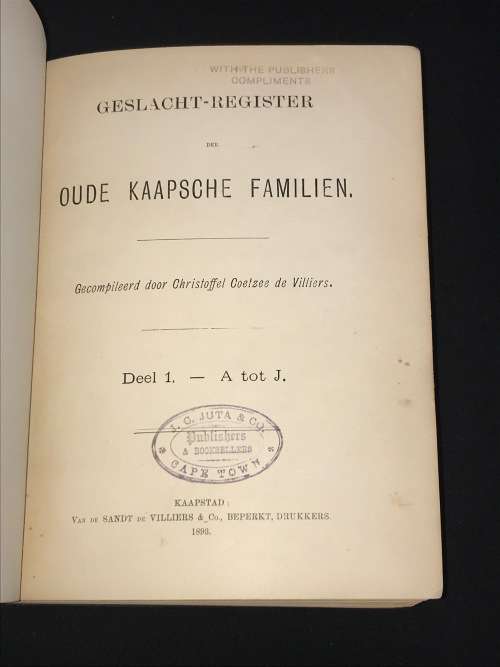 WITH THE PUBLISHERS
COMPLIMENTS
GESLACHT-REGISTER
DER
OUDE KAAPSCHE FAMILIEN.
Gecompileerd door Christoffel Coetzee de Villiers.
Deel 1. — A tot J.
J. C. JUTA & CO.
Publishers
& BOOKSELLERS
CAPE TOWN
KAAPSTAD:
VAN DE SANDT DE VILLIERS & Co., BEPERKT, DRUKKERS.
1893.